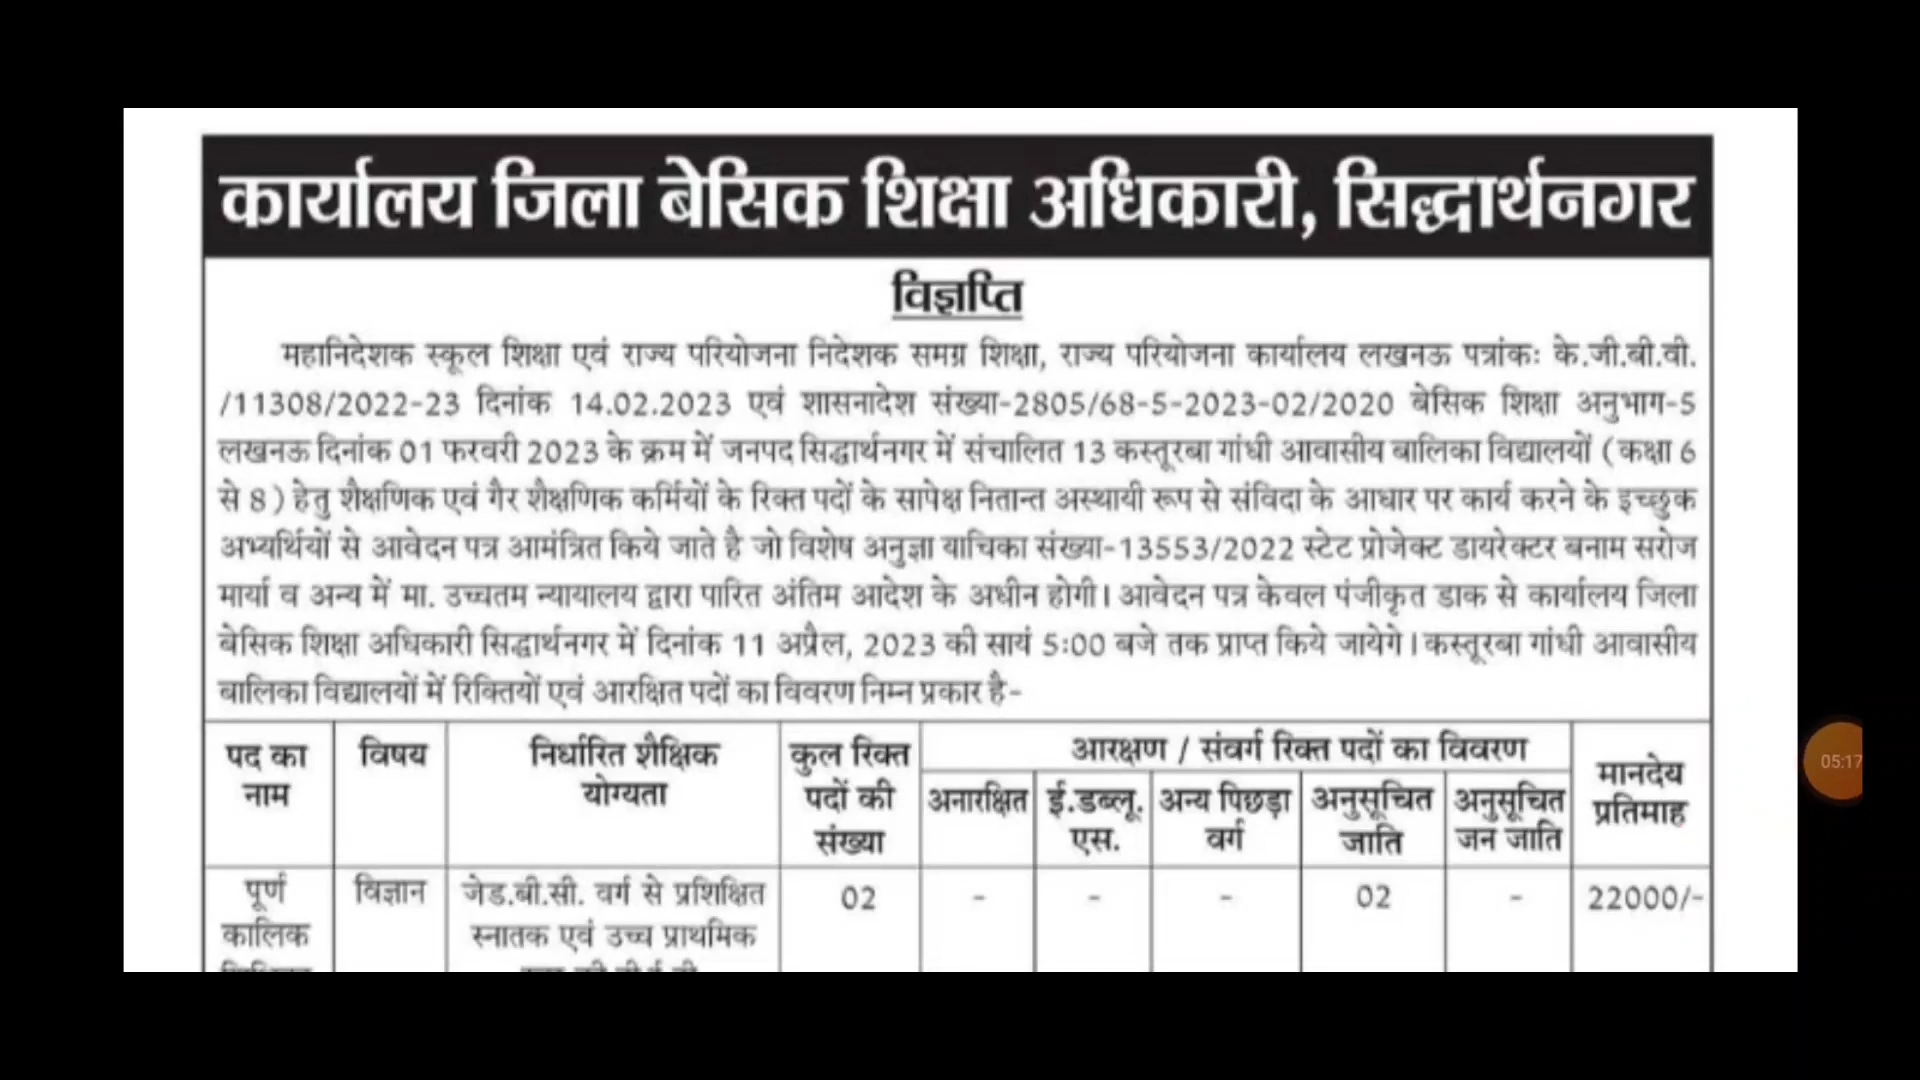 कार्यालय जिला बेसिक शिक्षा अधिकारी, सिद्धार्थनगर
विज्ञप्ति
महानिदेशक स्कूल शिक्षा एवं राज्य परियोजना निदेशक समग्र शिक्षा, राज्य परियोजना कार्यालय लखनऊ पत्रांकः के.जी.बी.वी.
/11308/2022-23 दिनांक 14.02.2023 एवं शासनादेश संख्या-2805/68-5-2023-02/2020 बेसिक शिक्षा अनुभाग-5
लखनऊ दिनांक 01 फरवरी 2023 के क्रम में जनपद सिद्धार्थनगर में संचालित 13 कस्तूरबा गांधी आवासीय बालिका विद्यालयों (कक्षा 6
से 8) हेतु शैक्षणिक एवं गैर शैक्षणिक कर्मियों के रिक्त पदों के सापेक्ष नितान्त अस्थायी रूप से संविदा के आधार पर कार्य करने के इच्छुक
अभ्यर्थियों से आवेदन पत्र आमंत्रित किये जाते है जो विशेष अनुज्ञा याचिका संख्या-13553/2022 स्टेट प्रोजेक्ट डायरेक्टर बनाम सरोज
मार्या व अन्य में मा. उच्चतम न्यायालय द्वारा पारित अंतिम आदेश के अधीन होगी। आवेदन पत्र केवल पंजीकृत डाक से कार्यालय जिला
बेसिक शिक्षा अधिकारी सिद्धार्थनगर में दिनांक 11 अप्रैल, 2023 की सायं 5:00 बजे तक प्राप्त किये जायेगे। कस्तूरबा गांधी आवासीय
बालिका विद्यालयों में रिक्तियों एवं आरक्षित पदों का विवरण निम्न प्रकार है-
पद का नाम विषय निर्धारित शैक्षिक योग्यता कुल रिक्त पदों की संख्या आरक्षण / संवर्ग रिक्त पदों का विवरण मानदेय प्रतिमाह
अनारक्षित ई.डब्लू. एस. अन्य पिछड़ा वर्ग अनुसूचित जाति अनुसूचित जन जाति
पूर्ण विज्ञान जेड.बी.सी. वर्ग से प्रशिक्षित 02 - - - 02 - 22000/-
कालिक स्नातक एवं उच्च प्राथमिक
05:17